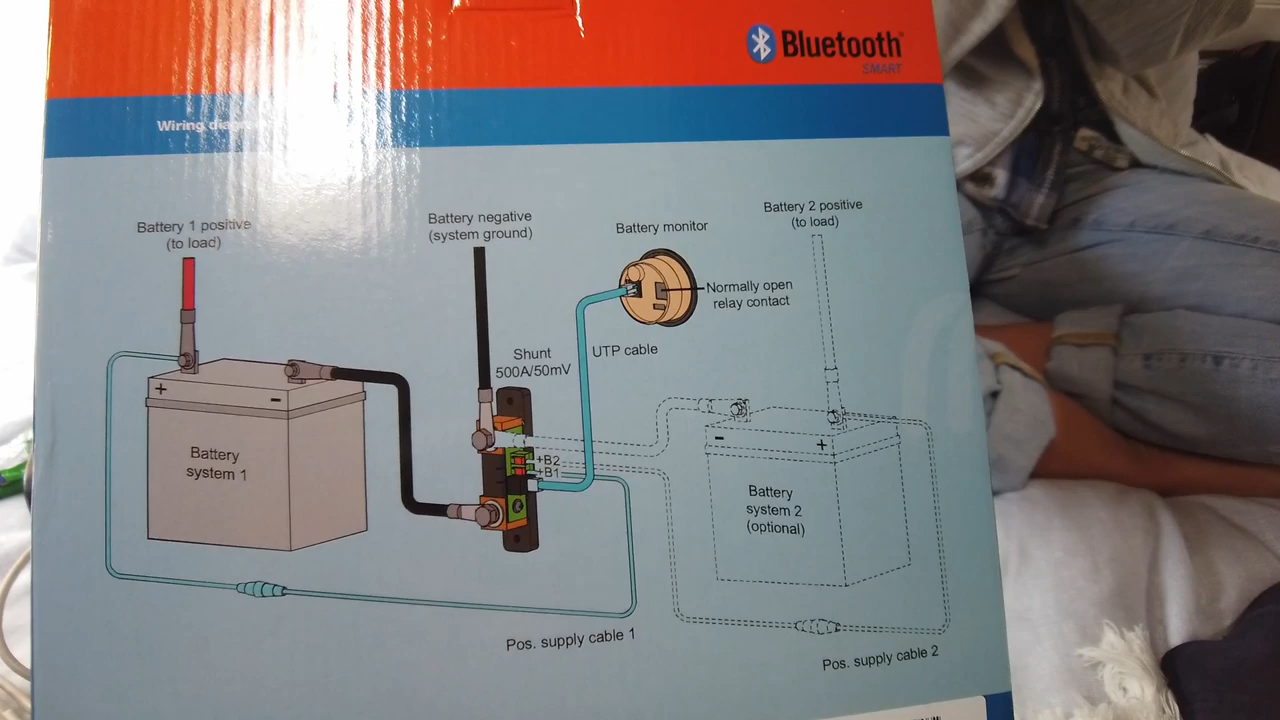 Bluetooth®
SMART
Wiring diagram
Battery 1 positive
(to load)
Battery negative
(system ground)
Battery monitor
Battery 2 positive
(to load)
Normally open
relay contact
UTP cable
Shunt
500A/50mV
+
-
Battery
system 1
+B2
+B1
-
+
Battery
system 2
(optional)
Pos. supply cable 1
Pos. supply cable 2